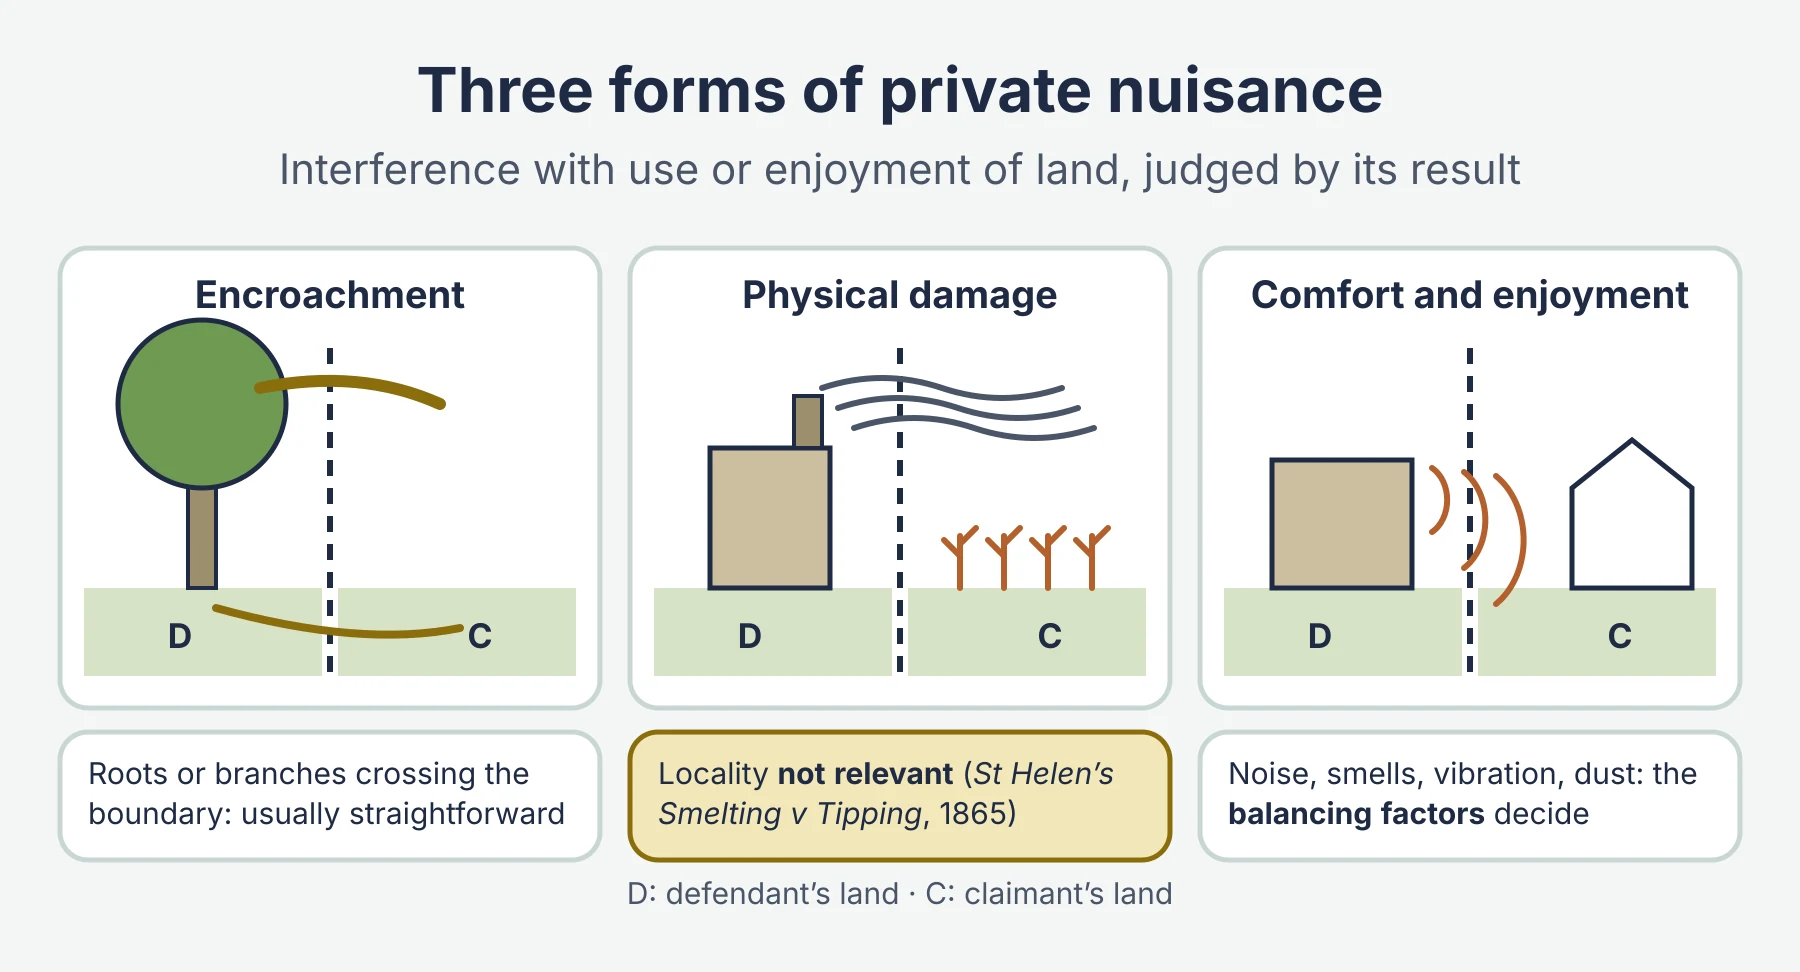 Three forms of private nuisance
Interference with use or enjoyment of land, judged by its result
Encroachment
D
C
Physical damage
D
C
Comfort and enjoyment
D
C
Roots or branches crossing the
boundary: usually straightforward
Locality not relevant (St Helen’s
Smelting v Tipping, 1865)
Noise, smells, vibration, dust: the
balancing factors decide
D: defendant’s land · C: claimant’s land